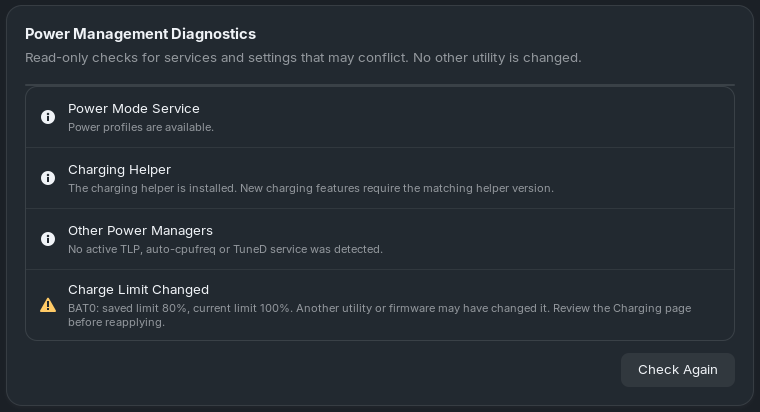 Power Management Diagnostics
Read-only checks for services and settings that may conflict. No other utility is changed.
Power Mode Service
Power profiles are available.
Charging Helper
The charging helper is installed. New charging features require the matching helper version.
Other Power Managers
No active TLP, auto-cpufreq or TuneD service was detected.
Charge Limit Changed
BAT0: saved limit 80%, current limit 100%. Another utility or firmware may have changed it. Review the Charging page
before reapplying.
Check Again